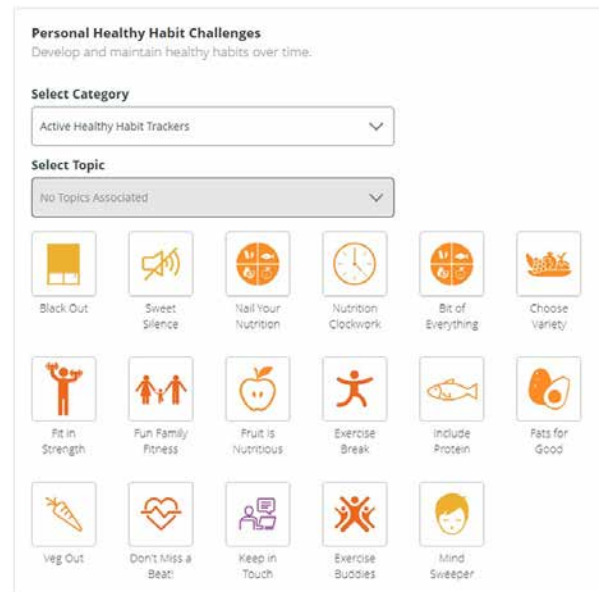 Personal Healthy Habit Challenges
Develop and maintain healthy habits over time.
Select Category
Active Healthy Habit Trackers
Select Topic
No Topics Associated
Black Out
Sweet
Silence
Nail Your
Nutrition
Nutrition
Clockwork
Bit of
Everything
Choose
Variety
Fit in
Strength
Fun Family
Fitness
Fruit is
Nutritious
Exercise
Break
Include
Protein
Fats for
Good
Veg Out
Don't Miss a
Beat!
Keep in
Touch
Exercise
Buddies
Mind
Sweeper